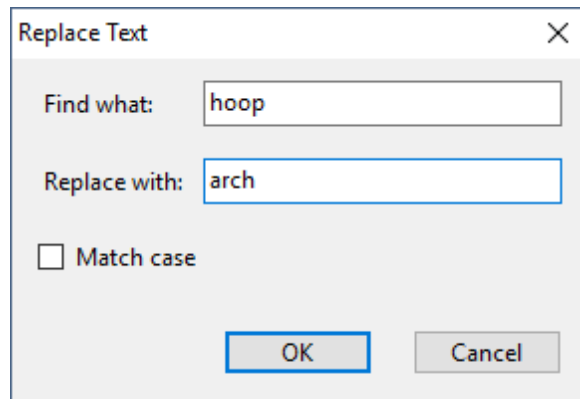 Replace Text
Find what: hoop
Replace with: arch
Match case
OK Cancel